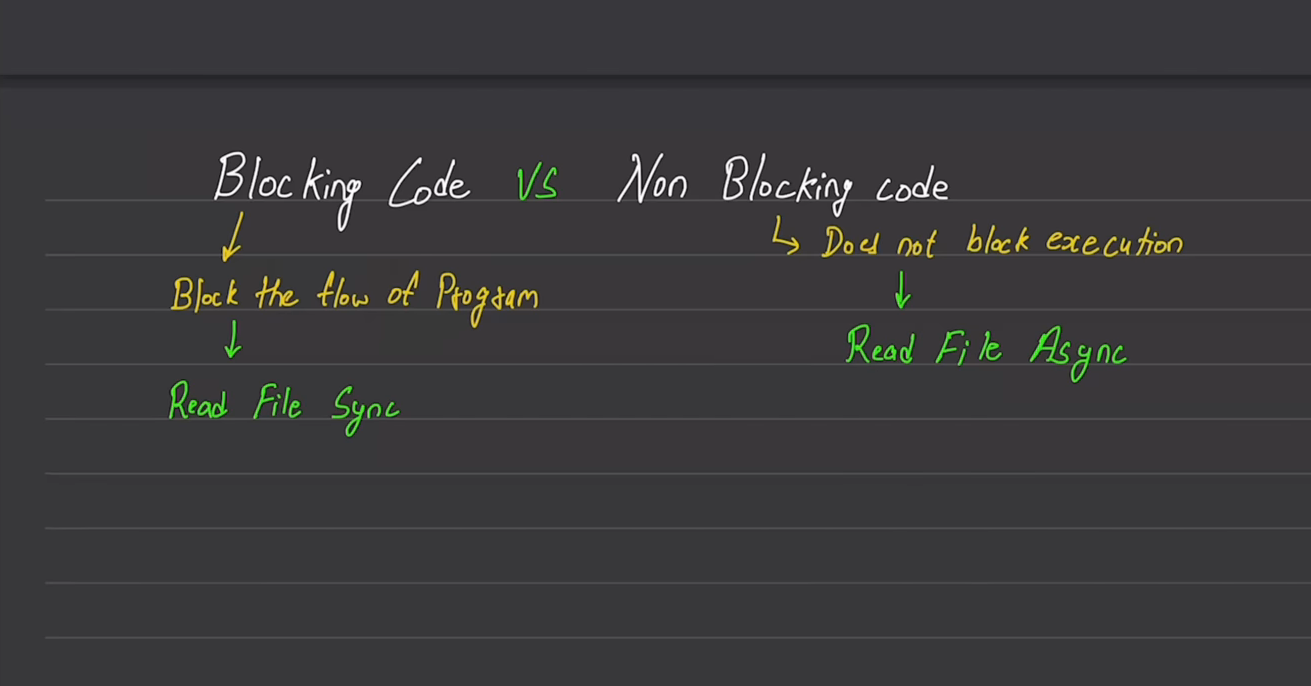 Blocking Code VS Non Blocking code
Does not block execution
Block the flow of Program
Read File Async
Read File Sync